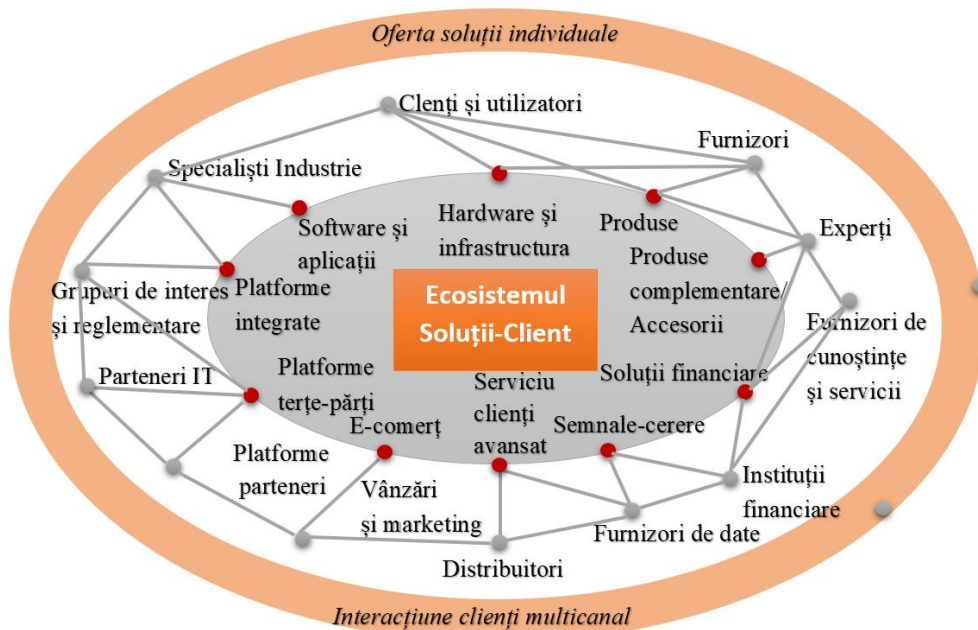 Oferta soluții individuale
Clenți și utilizatori
Furnizori
Specialiști Industrie
Software și
aplicații
Hardware și
infrastructura
Produse
Experți
Produse
complementare/
Accesorii
Grupuri de interes
și reglementare
Platforme
integrate
Ecosistemul
Soluții-Client
Furnizori de
cunoștințe
și servicii
Parteneri IT
Platforme
terțe-părți
Serviciu
clienți
avansat
Soluții financiare
E-comerț
Semnale-cerere
Platforme
parteneri
Vânzări
și marketing
Instituții
financiare
Furnizori de date
Distribuitori
Interacțiune clienți multicanal